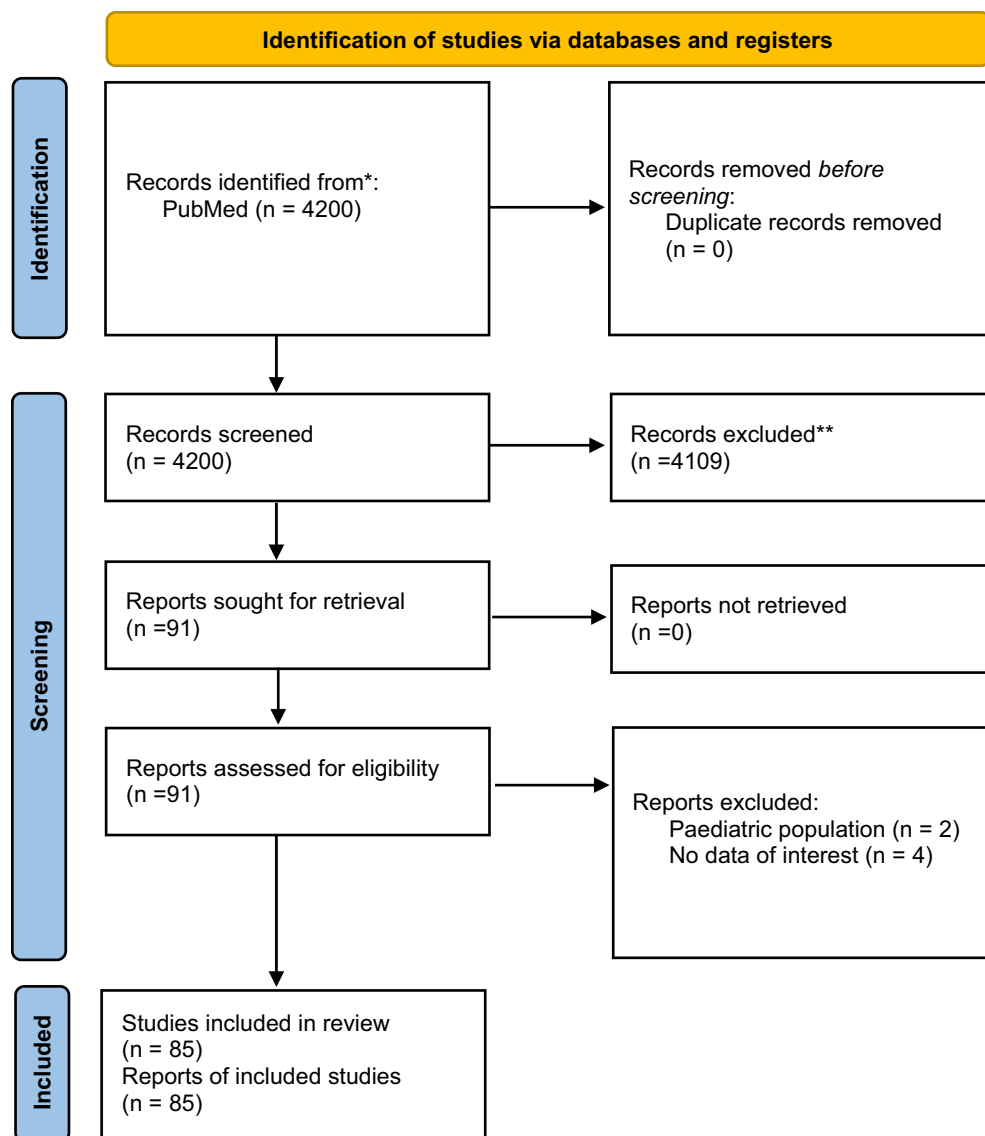 Identification of studies via databases and registers
Identification
Records identified from*:
PubMed (n = 4200)
Records removed before
screening:
Duplicate records removed
(n = 0)
Screening
Records screened
(n = 4200)
Records excluded**
(n =4109)
Reports sought for retrieval
(n =91)
Reports not retrieved
(n =0)
Reports assessed for eligibility
(n =91)
Reports excluded:
Paediatric population (n = 2)
No data of interest (n = 4)
Included
Studies included in review
(n = 85)
Reports of included studies
(n = 85)